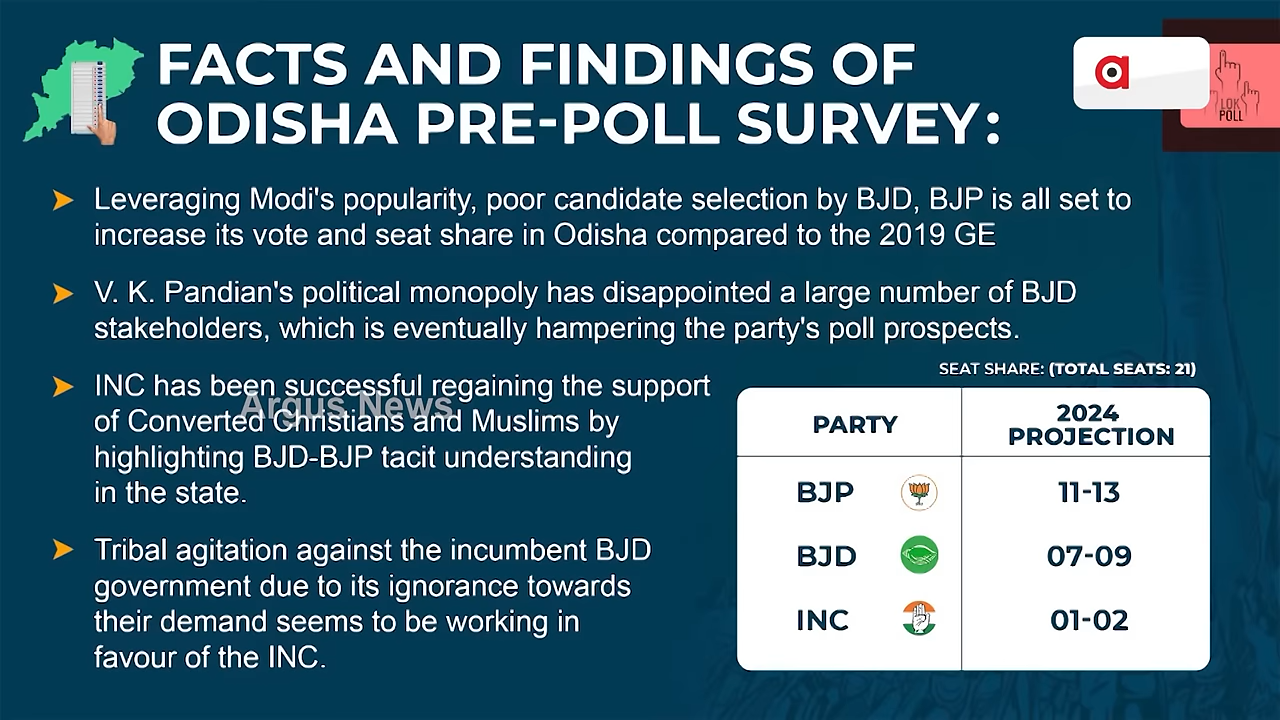 FACTS AND FINDINGS OF
ODISHA PRE-POLL SURVEY:
a
LOK
POLL
➤ Leveraging Modi's popularity, poor candidate selection by BJD, BJP is all set to
increase its vote and seat share in Odisha compared to the 2019 GE
➤ V. K. Pandian's political monopoly has disappointed a large number of BJD
stakeholders, which is eventually hampering the party's poll prospects.
➤ INC has been successful regaining the support
of Converted Christians and Muslims by
highlighting BJD-BJP tacit understanding
in the state.
Argus News
➤ Tribal agitation against the incumbent BJD
government due to its ignorance towards
their demand seems to be working in
favour of the INC.
SEAT SHARE: (TOTAL SEATS: 21)
PARTY 2024
PROJECTION
BJP 11-13
BJD 07-09
INC 01-02